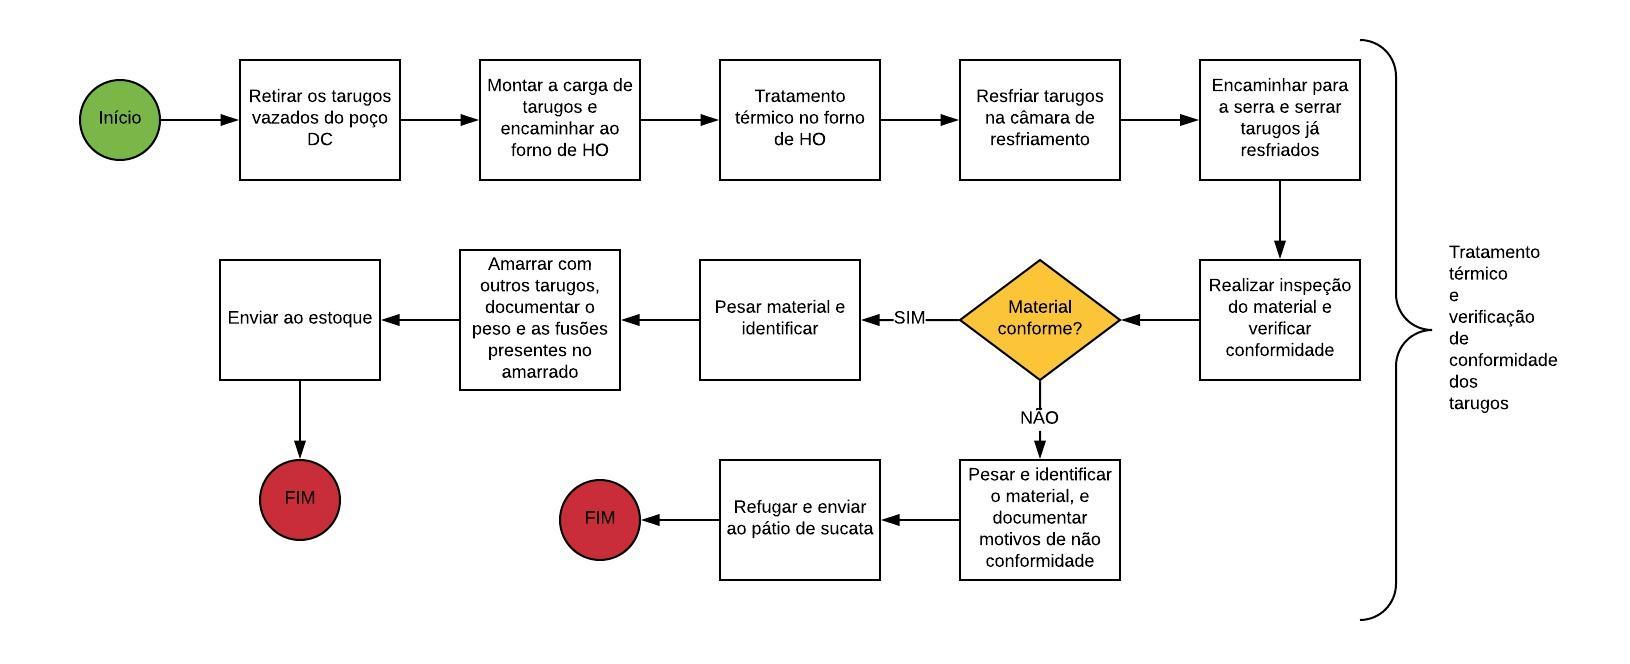 Início
Retirar os tarugos
vazados do poço
DC
Montar a carga de
tarugos e
encaminhar ao
forno de HO
Tratamento
térmico no forno
de HO
Resfriar tarugos
na câmara de
resfriamento
Encaminhar para
a serra e serrar
tarugos já
resfriados
Realizar inspeção
do material e
verificar
conformidade
Material
conforme?
SIM
Pesar material e
identificar
Amarrar com
outros tarugos,
documentar o
peso e as fusões
presentes no
amarrado
Enviar ao estoque
FIM
NÃO
Pesar e identificar
o material, e
documentar
motivos de não
conformidade
Refugar e enviar
ao pátio de sucata
FIM
Tratamento
térmico
e
verificação
de
conformidade
dos
tarugos